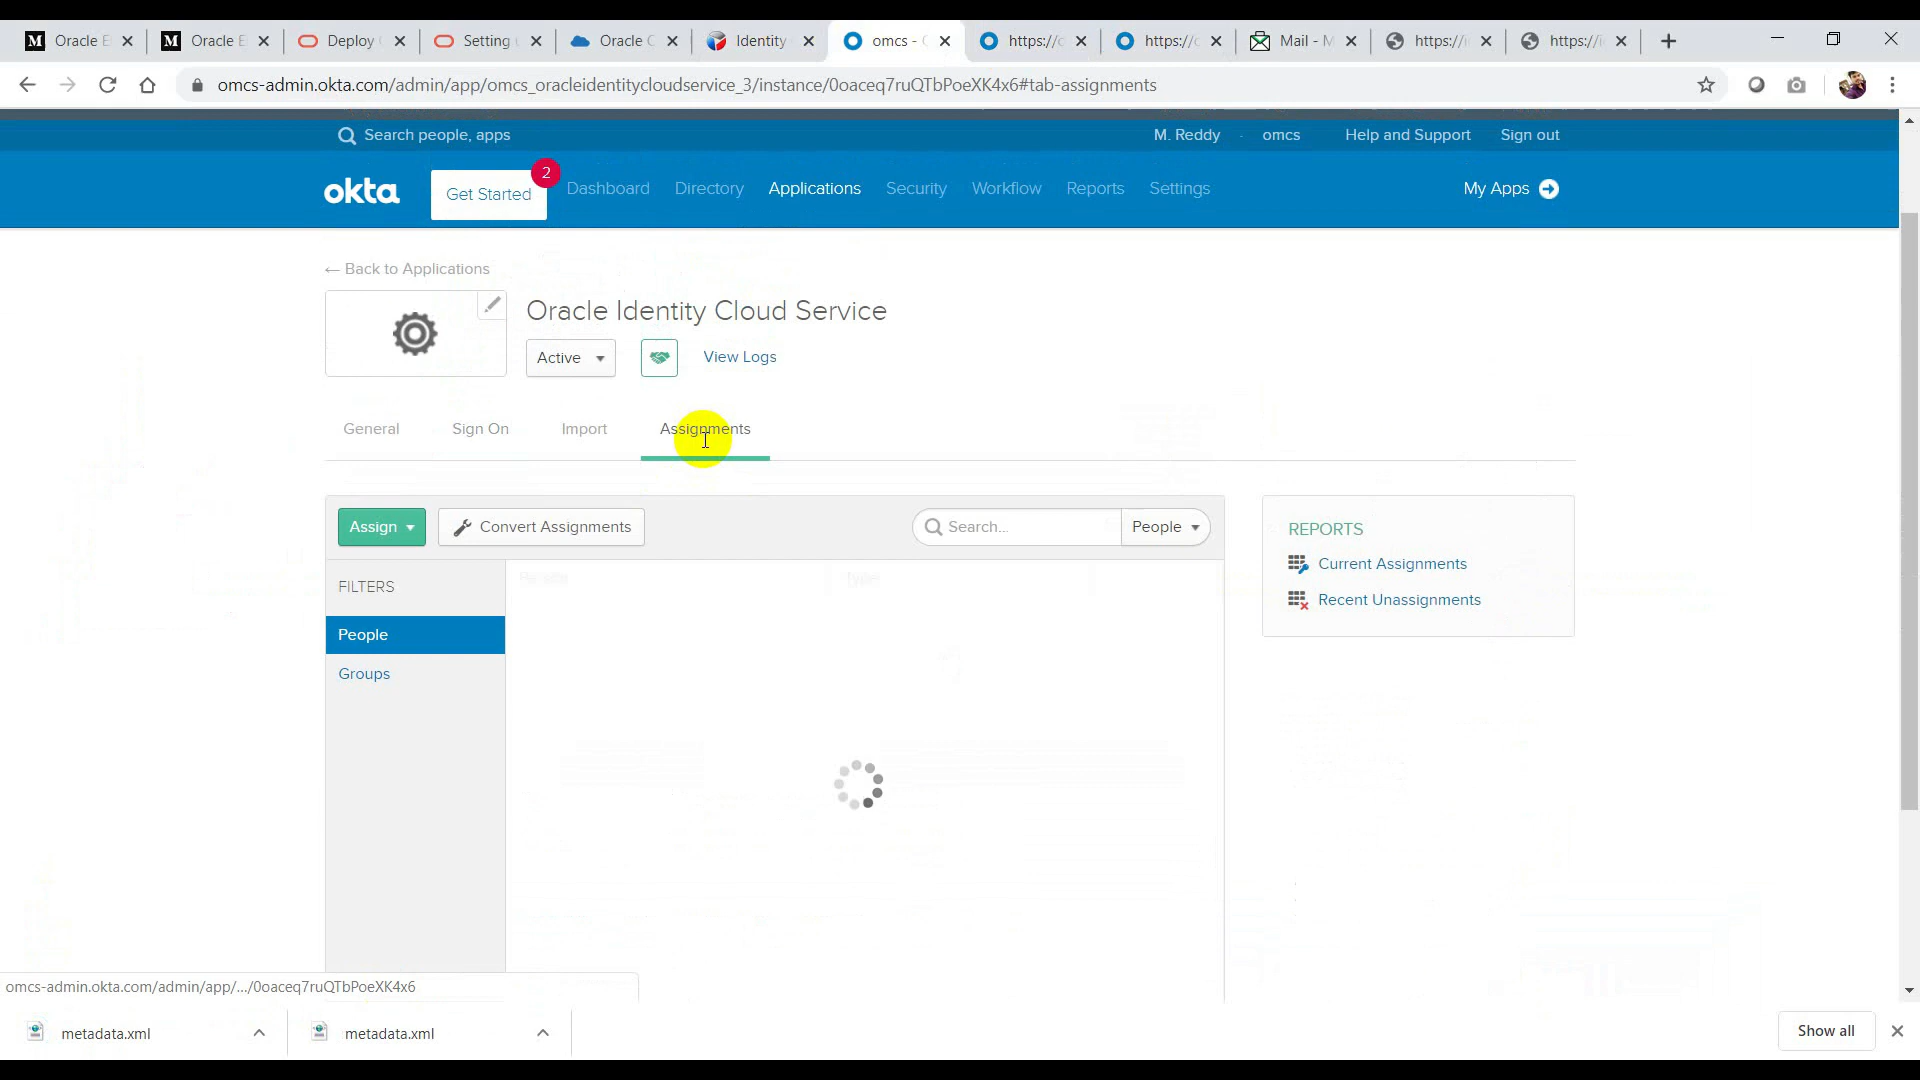 Oracle E
Oracle E
Deploy
Setting
Oracle C
Identity
omcs -
https://
https://
Mail - M
https://i
https://i
omcs-admin.okta.com/admin/app/omcs_oracleidentitycloudservice_3/instance/0oaceq7ruQTbPoeXK4x6#tab-assignments
Search people, apps
M. Reddy · omcs
Help and Support
Sign out
okta
Get Started
2
Dashboard
Directory
Applications
Security
Workflow
Reports
Settings
My Apps
← Back to Applications
Oracle Identity Cloud Service
Active
View Logs
General
Sign On
Import
Assignments
Assign
Convert Assignments
Search...
People
FILTERS
People
Groups
REPORTS
Current Assignments
Recent Unassignments
omcs-admin.okta.com/admin/app/.../0oaceq7ruQTbPoeXK4x6
metadata.xml
metadata.xml
Show all